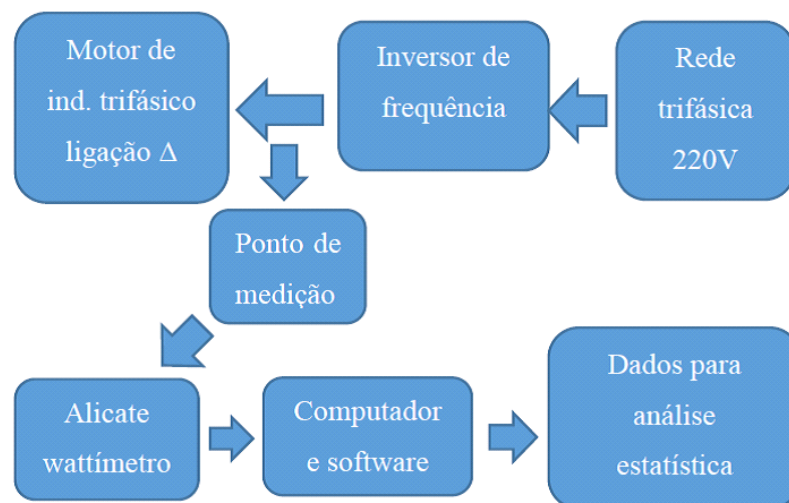 Motor de
ind. trifásico
ligação Δ
Inversor de
frequência
Rede
trifásica
220V
Ponto de
medição
Alicate
wattímetro
Computador
e software
Dados para
análise
estatística